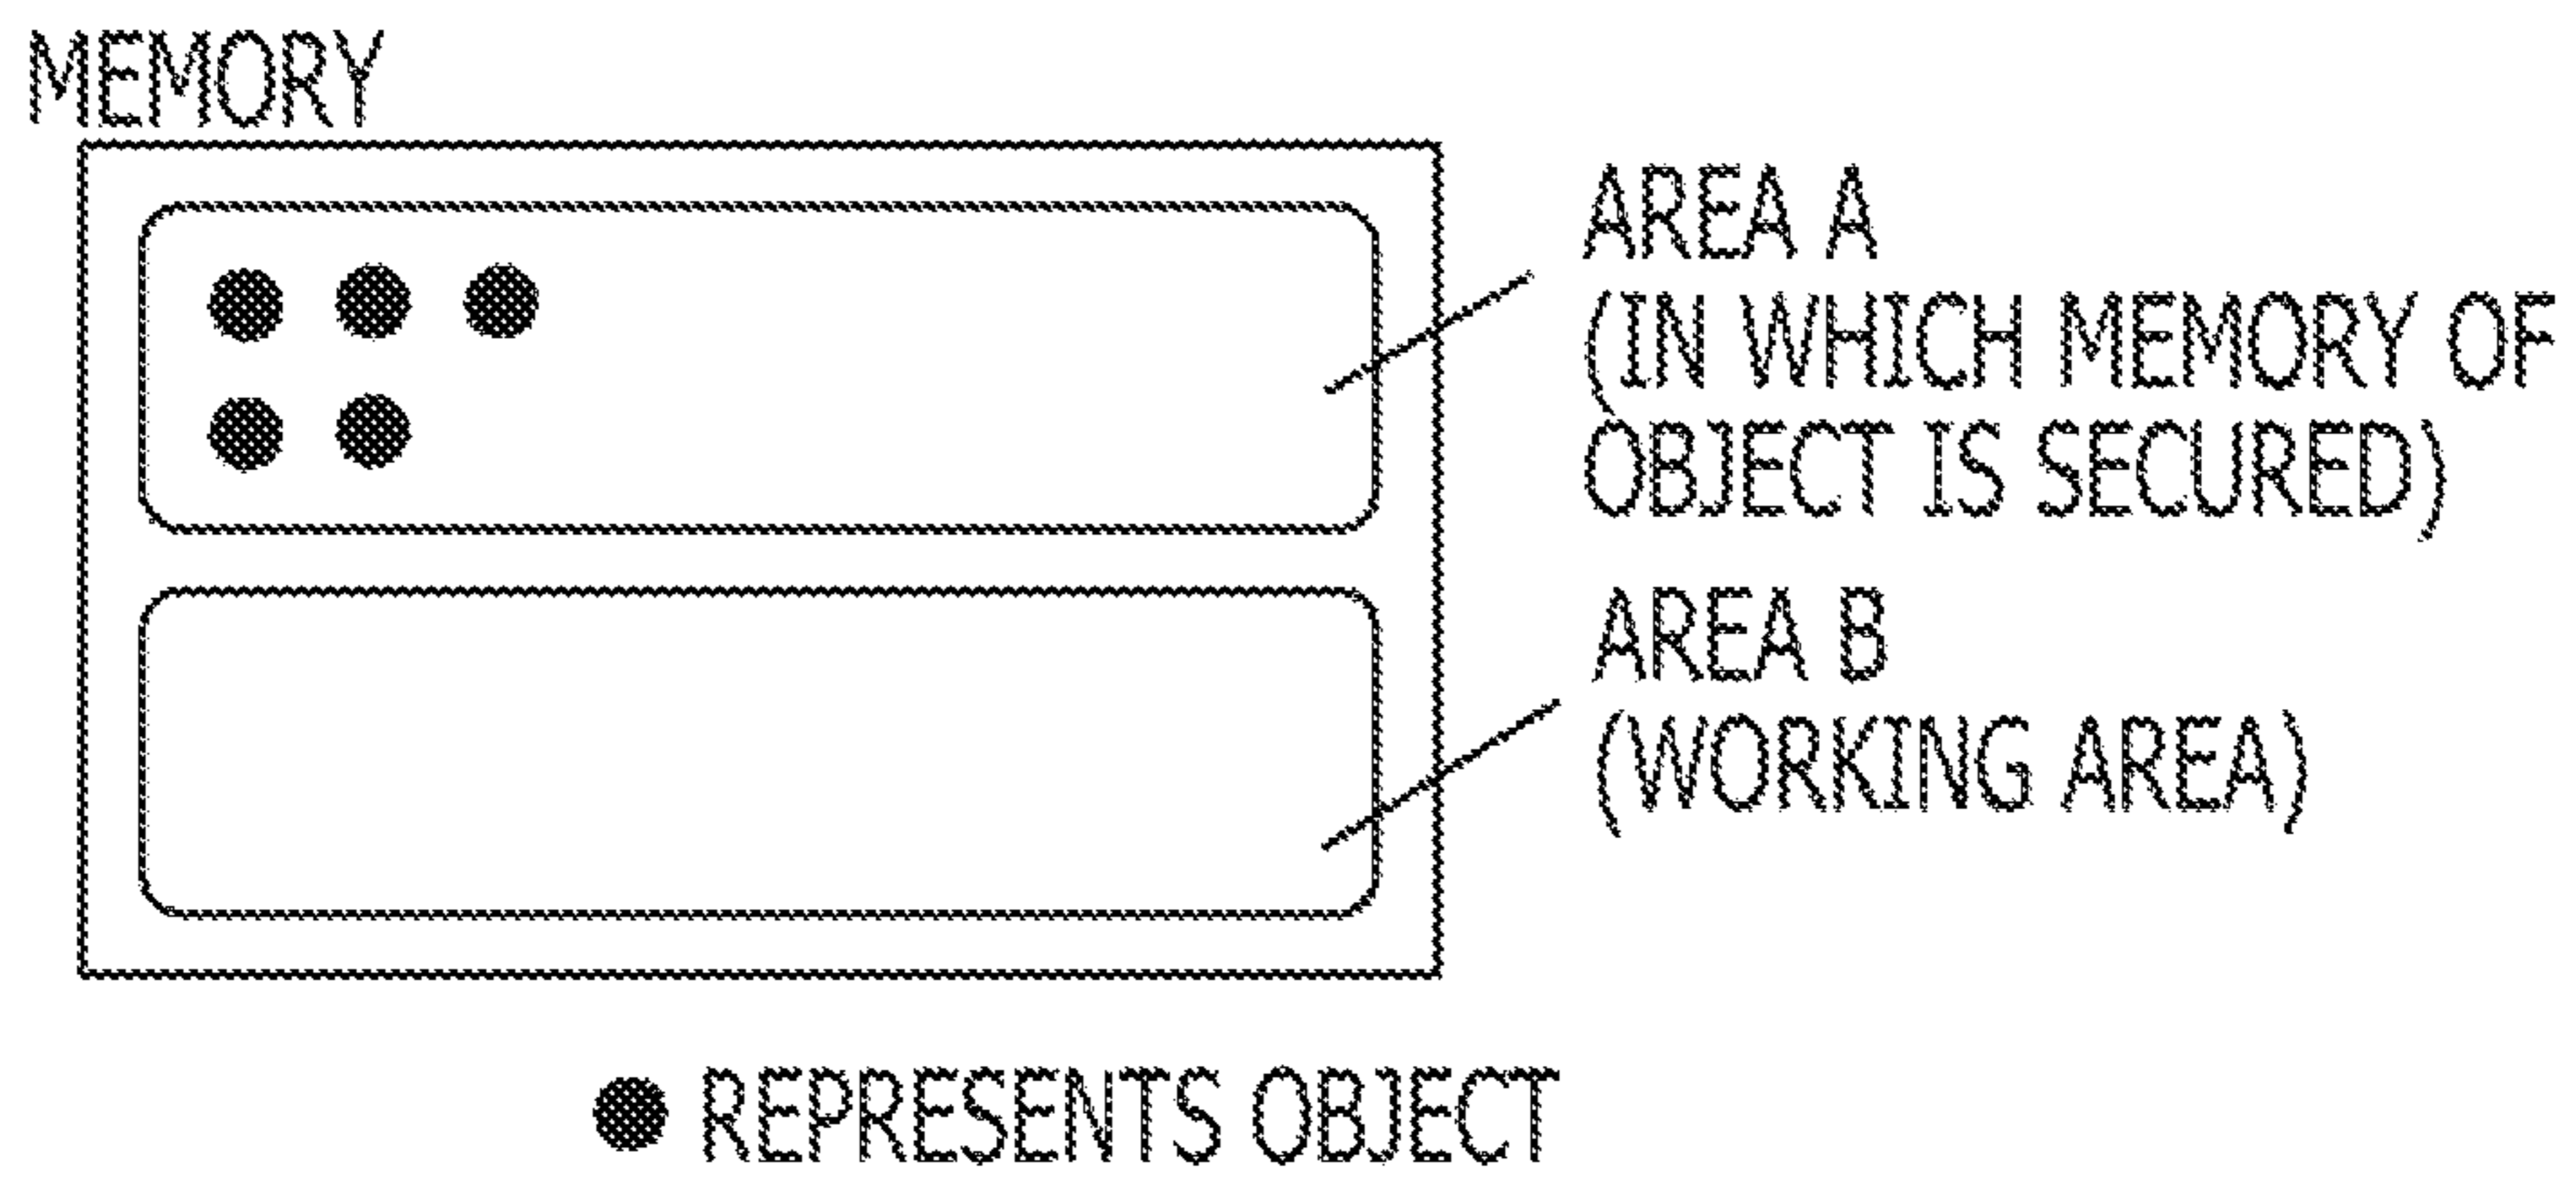 MEMORY
AREA A
(IN WHICH MEMORY OF
OBJECT IS SECURED)
AREA B
(WORKING AREA)
REPRESENTS OBJECT